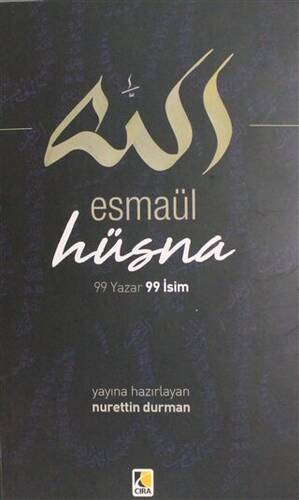 الله
esmaül
hüsna
99 Yazar 99 İsim
yayına hazırlayan
nurettin durman
ÇIRA